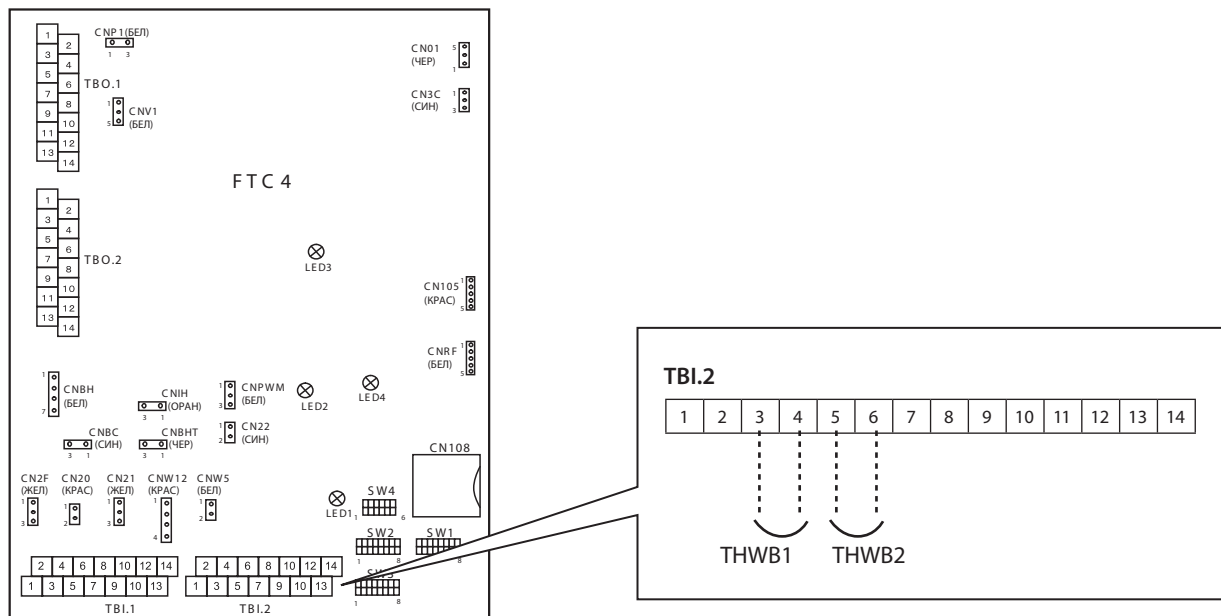 CNP1(БЕЛ)
1 3
1
2
3
4
5
6
7
8
9
10
11
12
13
14
TBO.1
1
5
CNV1
(БЕЛ)
CN01
(ЧЕР)
5
1
CN3C
(СИН)
1
3
FTC4
1
2
3
4
5
6
7
8
9
10
11
12
13
14
TBO.2
LED3
CN105
(КРАС)
1
5
CNRF
(БЕЛ)
1
5
1
7
CNBH
(БЕЛ)
CNIH
(ОРАН)
3 1
1
3
CNPWM
(БЕЛ)
LED2
LED4
CNBC
(СИН)
3 1
CNBHT
(ЧЕР)
3 1
1
2
CN22
(СИН)
CN108
CN2F
(ЖЕЛ)
1
3
CN20
(КРАС)
1
2
CN21
(ЖЕЛ)
1
3
CNW12
(КРАС)
1
4
CNW5
(БЕЛ)
1
2
LED1
SW4
1 6
SW2
1 8
SW1
8
SW3
1 8
2 4 6 8 10 12 14
1 3 5 7 9 10 13
TBI.1
2 4 6 8 10 12 14
1 3 5 7 9 10 13
TBI.2
TBI.2
1 2 3 4 5 6 7 8 9 10 11 12 13 14
THWB1 THWB2